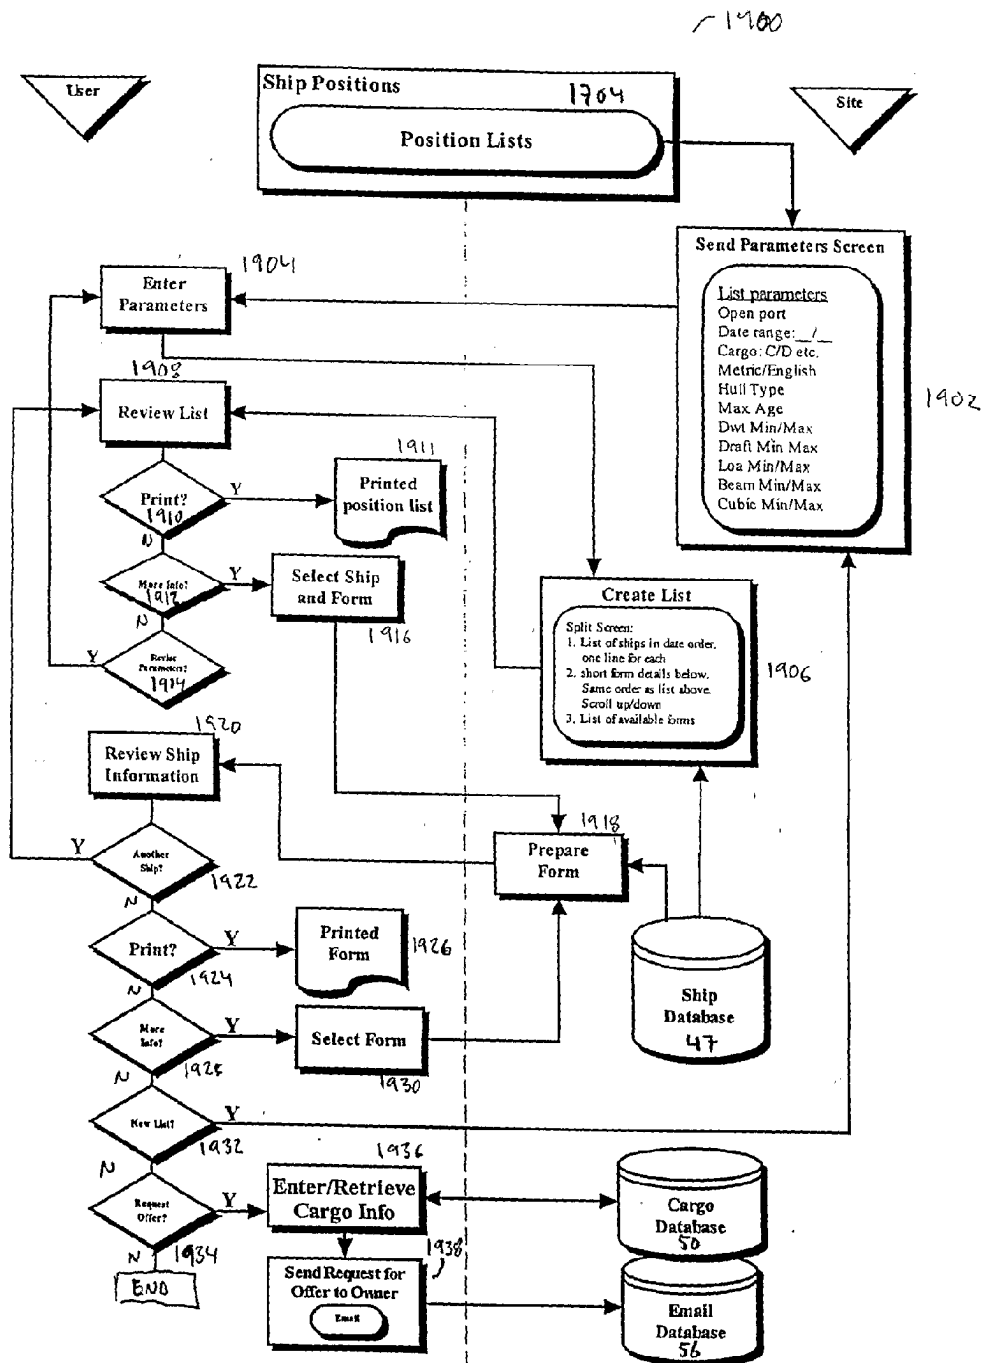 1900
User
Ship Positions
1704
Position Lists
Site
Send Parameters Screen
List parameters
Open port
Date range:__/__
Cargo: C/D etc.
Metric/English
Hull Type
Max Age
Dwt Min/Max
Draft Min Max
Loa Min/Max
Beam Min/Max
Cubic Min/Max
1902
1904
Enter
Parameters
1908
Review List
1911
Print?
1910
Y
N
Printed
position list
More Info?
1912
Y
N
Select Ship
and Form
1916
Revise
Parameters?
1914
Y
Create List
Split Screen:
1. List of ships in date order,
one line for each
2. short form details below.
Same order as list above.
Scroll up/down
3. List of available forms
1906
1920
Review Ship
Information
1918
Prepare
Form
Another
Ship?
Y
1922
N
Print?
Y
1924
N
Printed
Form
1926
Ship
Database
47
More
Info?
Y
1928
N
Select Form
1930
New List?
Y
1932
N
1936
Request
Offer?
Y
1934
N
END
Enter/Retrieve
Cargo Info
Cargo
Database
50
1938
Send Request for
Offer to Owner
Email
Email
Database
56